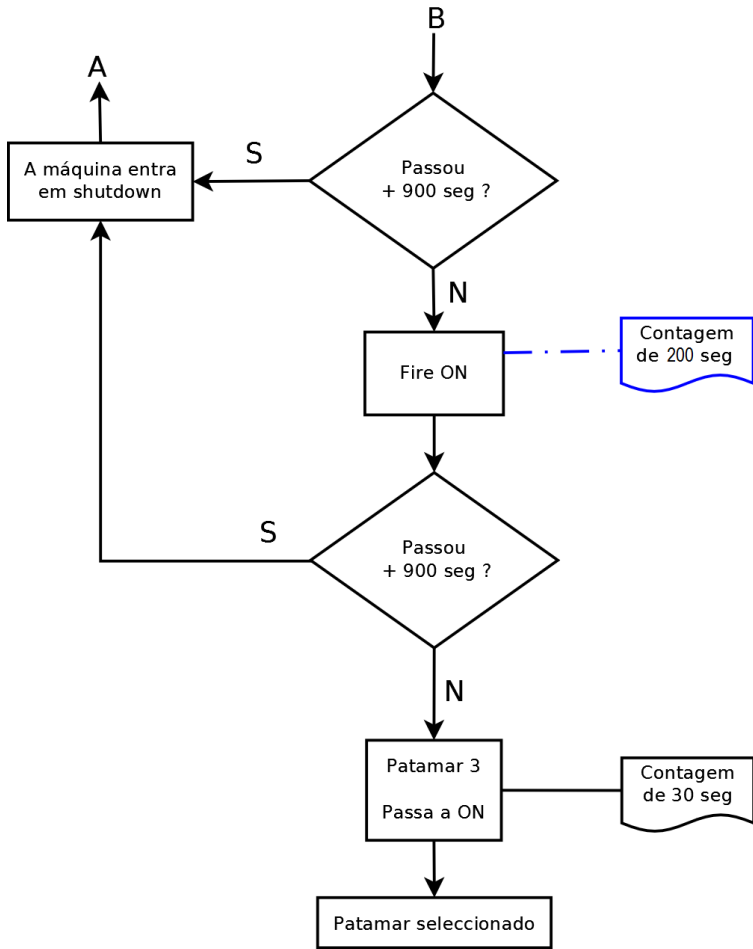 B
A
A máquina entra
em shutdown
S
Passou
+ 900 seg ?
N
Fire ON
Contagem
de 200 seg
S
Passou
+ 900 seg ?
N
Patamar 3
Passa a ON
Contagem
de 30 seg
Patamar seleccionado